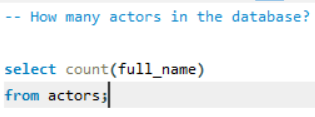 -- How many actors in the database?
select count(full_name)
from actors;